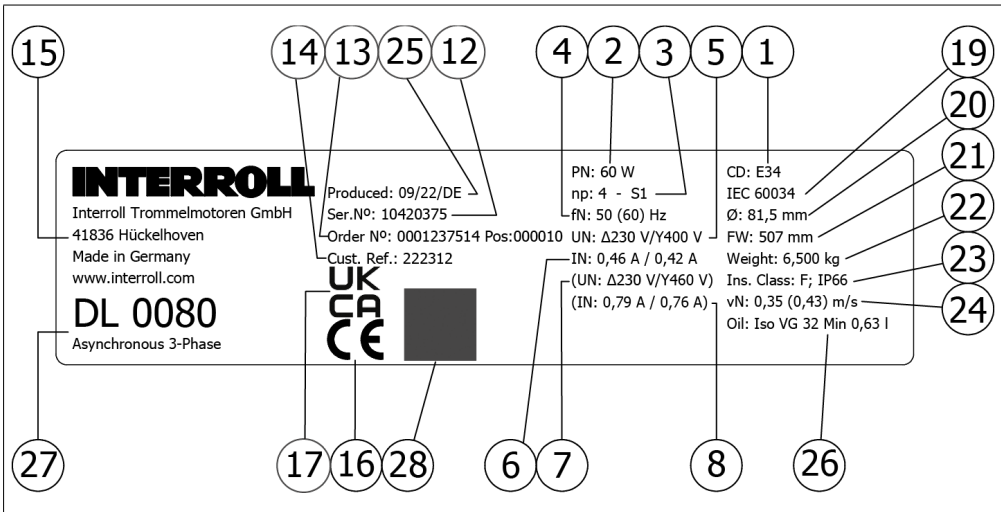 15 14 13 25 12 4 2 3 5 1 19
20
21
22
23
24
INTERROLL
Interroll Trommelmotoren GmbH
41836 Hückelhoven
Made in Germany
www.interroll.com
DL 0080
Asynchronous 3-Phase
Produced: 09/22/DE
Ser.Nº: 10420375
Order Nº: 0001237514 Pos:000010
Cust. Ref.: 222312
UK
CA
CE
PN: 60 W
np: 4 - S1
fN: 50 (60) Hz
UN: Δ230 V/Y400 V
IN: 0,46 A / 0,42 A
(UN: Δ230 V/Y460 V)
(IN: 0,79 A / 0,76 A)
CD: E34
IEC 60034
Ø: 81,5 mm
FW: 507 mm
Weight: 6,500 kg
Ins. Class: F; IP66
vN: 0,35 (0,43) m/s
Oil: Iso VG 32 Min 0,63 l
27 17 16 28 6 7 8 26